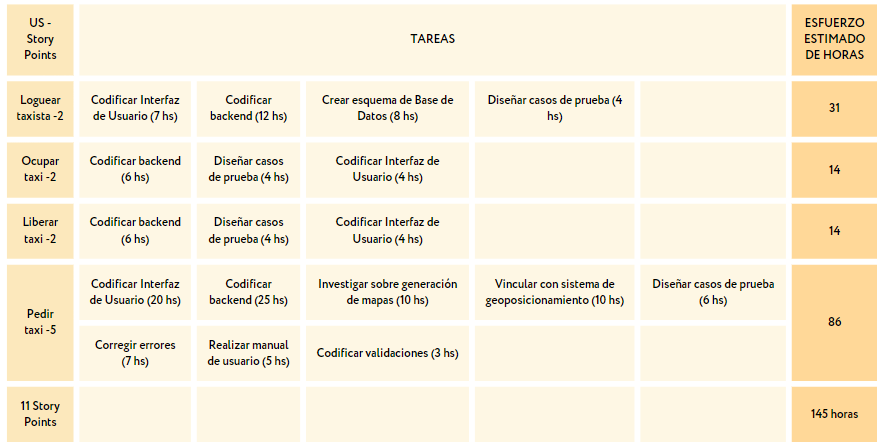 US -
Story
Points
TAREAS
ESFUERZO
ESTIMADO
DE HORAS
Loguear
taxista -2
Codificar Interfaz
de Usuario (7 hs)
Codificar
backend (12 hs)
Crear esquema de Base de
Datos (8 hs)
Diseñar casos de prueba (4
hs)
31
Ocupar
taxi -2
Codificar backend
(6 hs)
Diseñar casos
de prueba (4 hs)
Codificar Interfaz de
Usuario (4 hs)
14
Liberar
taxi -2
Codificar backend
(6 hs)
Diseñar casos
de prueba (4 hs)
Codificar Interfaz de
Usuario (4 hs)
14
Pedir
taxi -5
Codificar Interfaz
de Usuario (20 hs)
Codificar
backend (25 hs)
Investigar sobre generación
de mapas (10 hs)
Vincular con sistema de
geoposicionamiento (10 hs)
Diseñar casos de prueba
(6 hs)
Corregir errores
(7 hs)
Realizar manual
de usuario (5 hs)
Codificar validaciones (3 hs)
86
11 Story
Points
145 horas